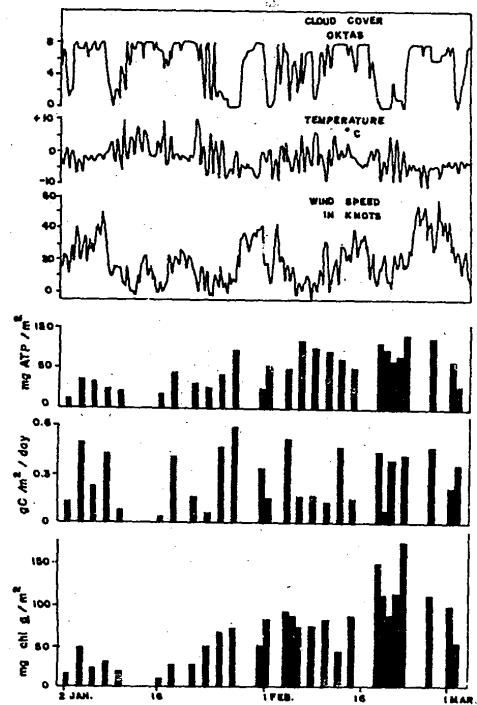 CLOUD COVER
OKTAS
8
4
0
TEMPERATURE
°C
+10
0
-10
WIND SPEED
IN KNOTS
60
40
20
0
mg ATP/m²
50
0
gC/m²/day
0.6
0.3
0
mg chl a/m²
150
100
50
0
2 JAN.
16
1 FEB.
16
1 MAR.